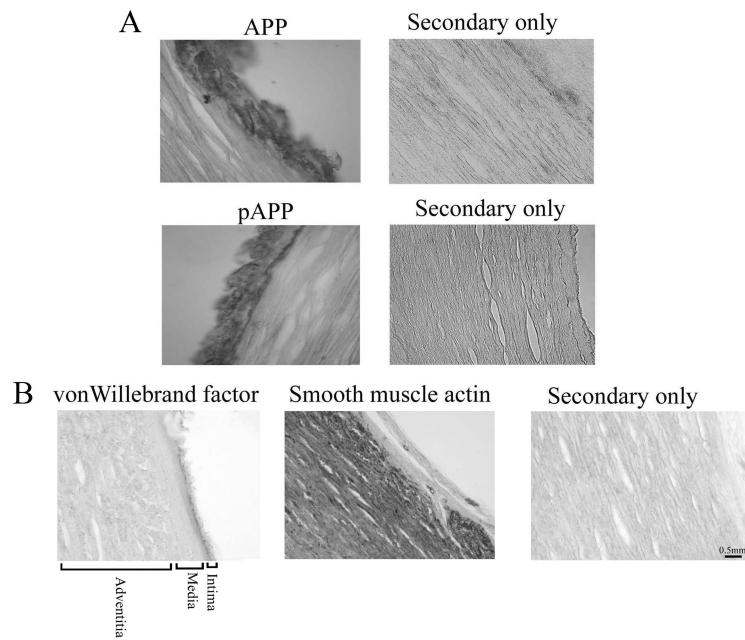 A
APP
Secondary only
pAPP
Secondary only
B
vonWillebrand factor
Smooth muscle actin
Secondary only
0.5mm
Adventitia
Media
Intima